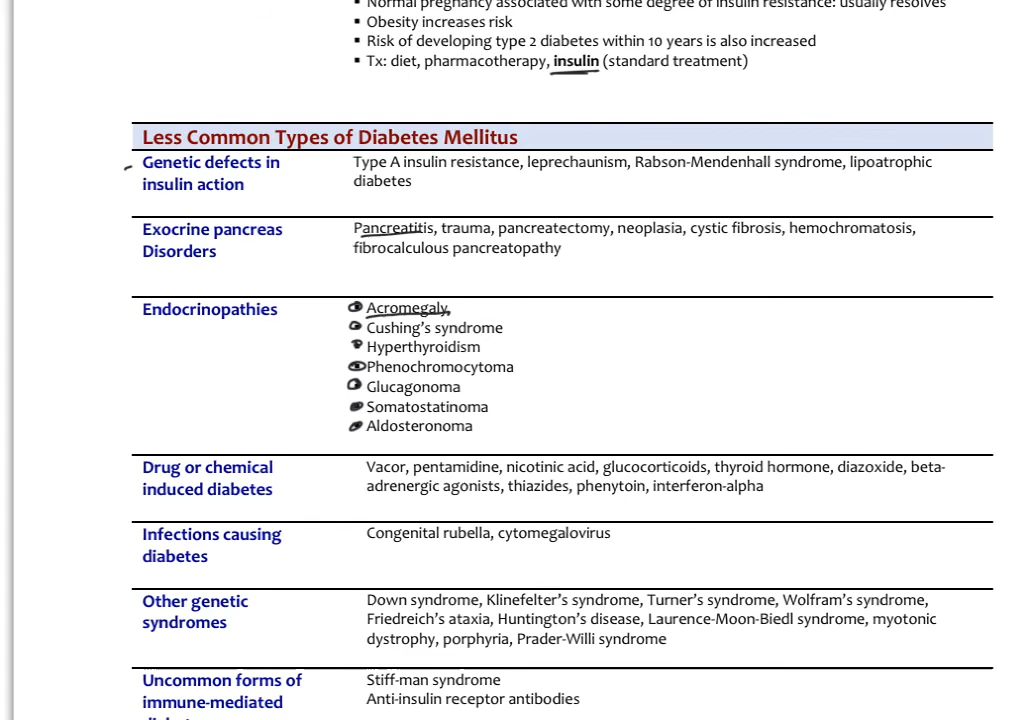 Normal pregnancy associated with some degree of insulin resistance: usually resolves
Obesity increases risk
Risk of developing type 2 diabetes within 10 years is also increased
Tx: diet, pharmacotherapy, insulin (standard treatment)
Less Common Types of Diabetes Mellitus
Genetic defects in
insulin action
Type A insulin resistance, leprechaunism, Rabson-Mendenhall syndrome, lipoatrophic
diabetes
Exocrine pancreas
Disorders
Pancreatitis, trauma, pancreatectomy, neoplasia, cystic fibrosis, hemochromatosis,
fibrocalculous pancreatopathy
Endocrinopathies
Acromegaly,
Cushing's syndrome
Hyperthyroidism
Phenochromocytoma
Glucagonoma
Somatostatinoma
Aldosteronoma
Drug or chemical
induced diabetes
Vacor, pentamidine, nicotinic acid, glucocorticoids, thyroid hormone, diazoxide, beta-
adrenergic agonists, thiazides, phenytoin, interferon-alpha
Infections causing
diabetes
Congenital rubella, cytomegalovirus
Other genetic
syndromes
Down syndrome, Klinefelter's syndrome, Turner's syndrome, Wolfram's syndrome,
Friedreich's ataxia, Huntington's disease, Laurence-Moon-Biedl syndrome, myotonic
dystrophy, porphyria, Prader-Willi syndrome
Uncommon forms of
immune-mediated
Stiff-man syndrome
Anti-insulin receptor antibodies